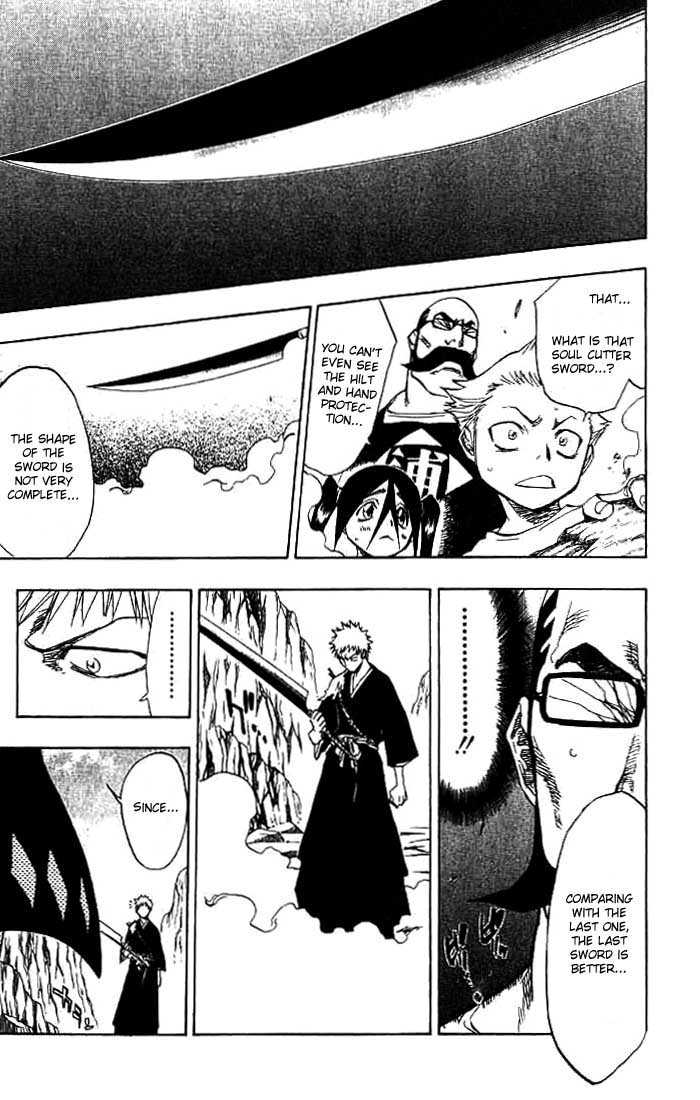 THAT...
WHAT IS THAT
SOUL CUTTER
SWORD...?
YOU CAN'T
EVEN SEE
THE HILT
AND HAND
PROTEC-
TION...
THE SHAPE
OF THE
SWORD IS
NOT VERY
COMPLETE...
COMPARING
WITH THE
LAST ONE,
THE LAST
SWORD IS
BETTER...
SINCE...